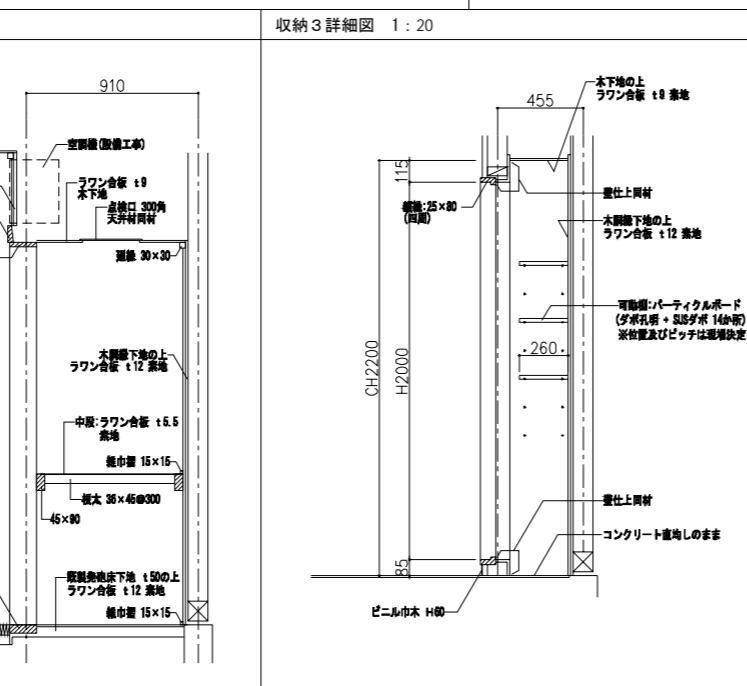 収納３詳細図 1：20
910
空調機(設備工事)
ラワン合板 t9
木下地
点検口 300角
天井材同材
廻縁 30×30
木胴縁下地の上
ラワン合板 t12 素地
中段:ラワン合板 t5.5
素地
雑巾摺 15×15
根太 36×45@300
45×90
既製発砲床下地 t50の上
ラワン合板 t12 素地
雑巾摺 15×15
455
木下地の上
ラワン合板 t9 素地
115
縦横:25×80
(四周)
壁仕上同材
木胴縁下地の上
ラワン合板 t12 素地
可動棚:パーティクルボード
(ダボ孔明 + SUSダボ 14か所)
※位置及びピッチは現場決定
260
CH2200
H2000
壁仕上同材
コンクリート直均しのまま
85
ビニル巾木 H60